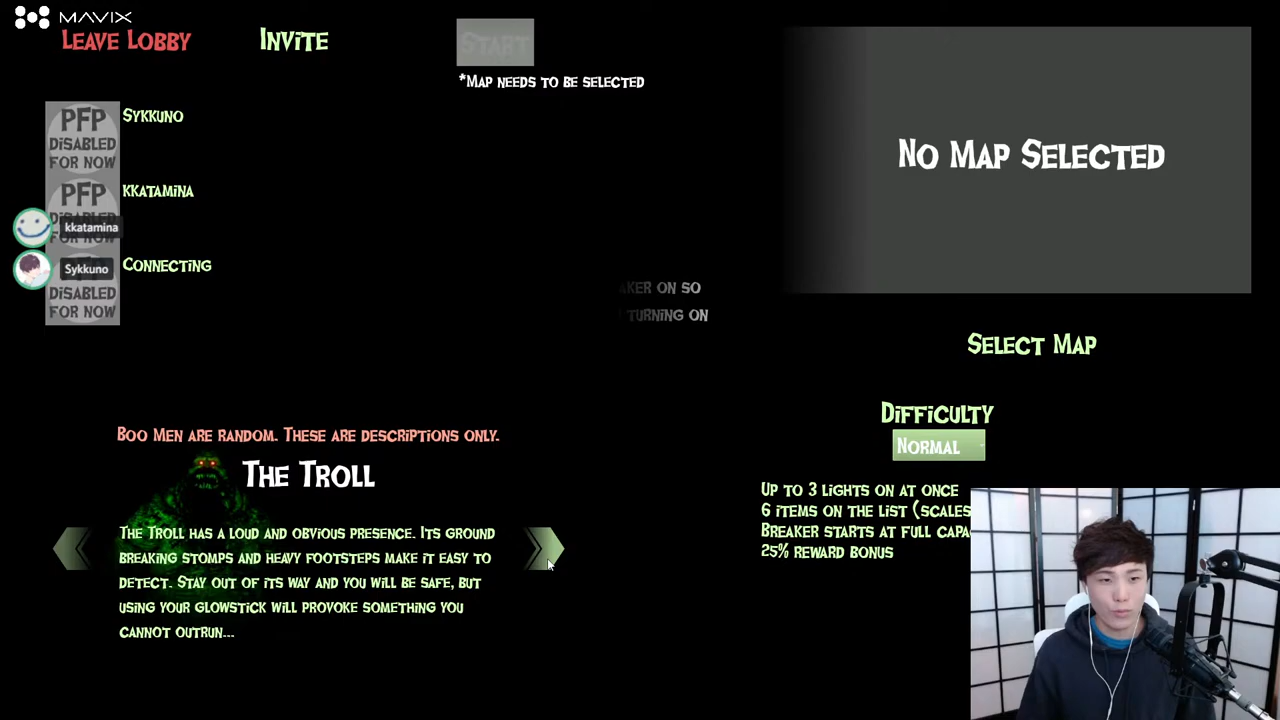 MAVIX
LEAVE LOBBY
INVITE
START
*MAP NEEDS TO BE SELECTED
PFP
DISABLED
FOR NOW
SYKKUNO
PFP
DISABLED
FOR NOW
KKATAMINA
kkatamina
Sykkuno
CONNECTING
DISABLED
FOR NOW
NO MAP SELECTED
AKER ON SO
TURNING ON
SELECT MAP
DIFFICULTY
NORMAL
UP TO 3 LIGHTS ON AT ONCE
6 ITEMS ON THE LIST (SCALES
BREAKER STARTS AT FULL CAPA
25% REWARD BONUS
BOO MEN ARE RANDOM. THESE ARE DESCRIPTIONS ONLY.
THE TROLL
THE TROLL HAS A LOUD AND OBVIOUS PRESENCE. ITS GROUND
BREAKING STOMPS AND HEAVY FOOTSTEPS MAKE IT EASY TO
DETECT. STAY OUT OF ITS WAY AND YOU WILL BE SAFE, BUT
USING YOUR GLOWSTICK WILL PROVOKE SOMETHING YOU
CANNOT OUTRUN...